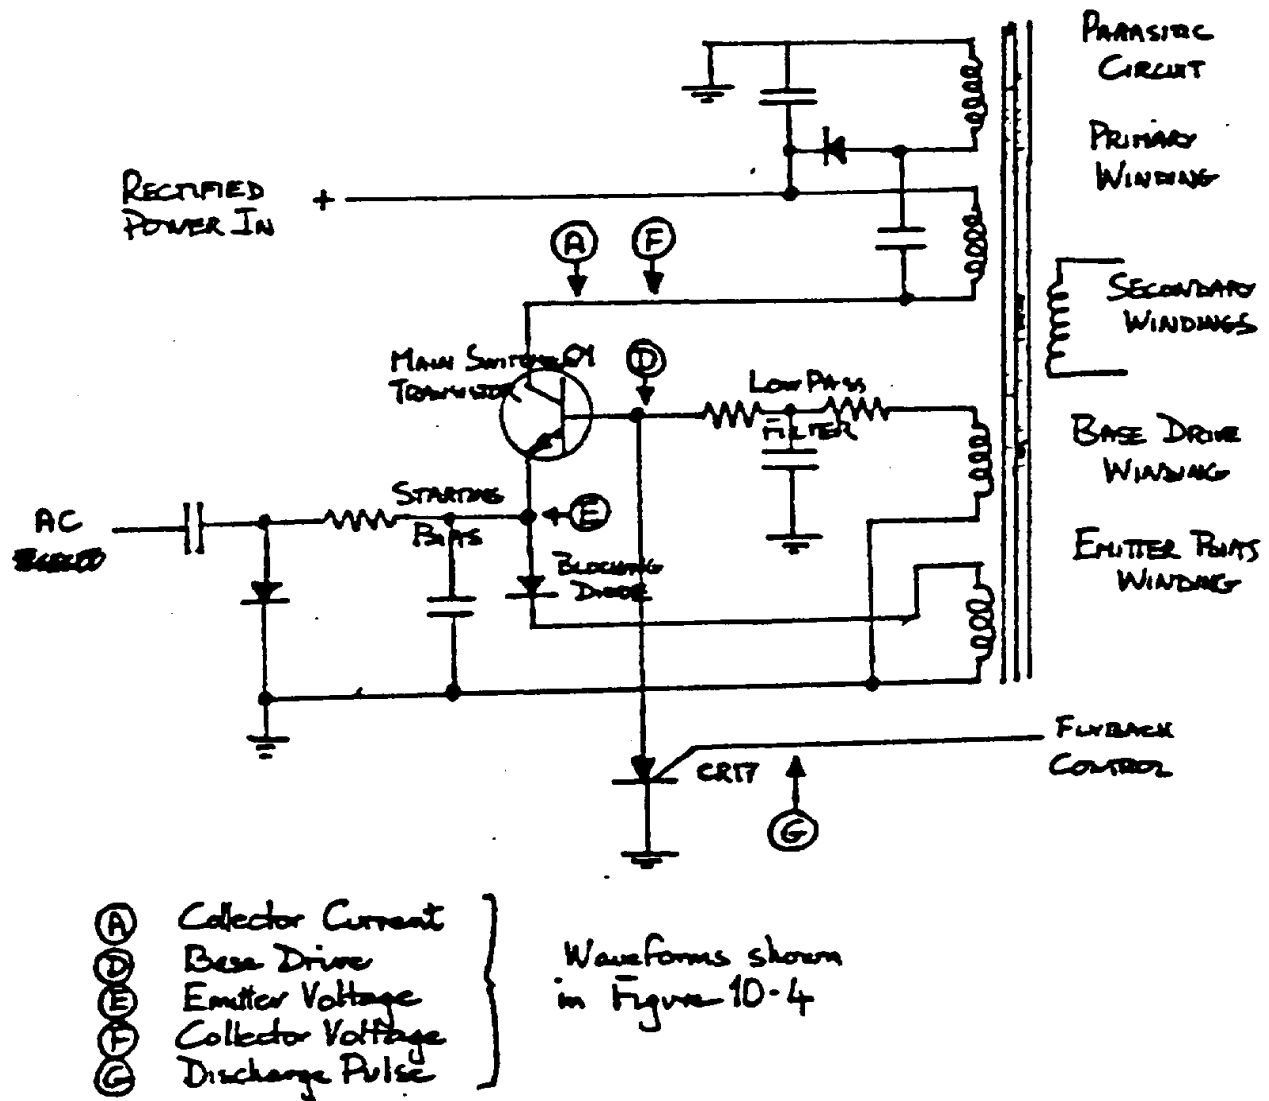 PARASITIC
CIRCUIT
PRIMARY
WINDING
RECTIFIED
POWER IN
+
A
F
SECONDARY
WINDINGS
MAIN SWITCHER
TRANSISTOR
D
LOW PASS
FILTER
BASE DRIVE
WINDING
STARTING
BIAS
E
AC
BLOCKING
DIODE
EMITTER BIAS
WINDING
FLYBACK
CONTROL
CR17
G
A Collector Current
D Base Drive
E Emitter Voltage
F Collector Voltage
G Discharge Pulse
Waveforms shown
in Figure 10-4